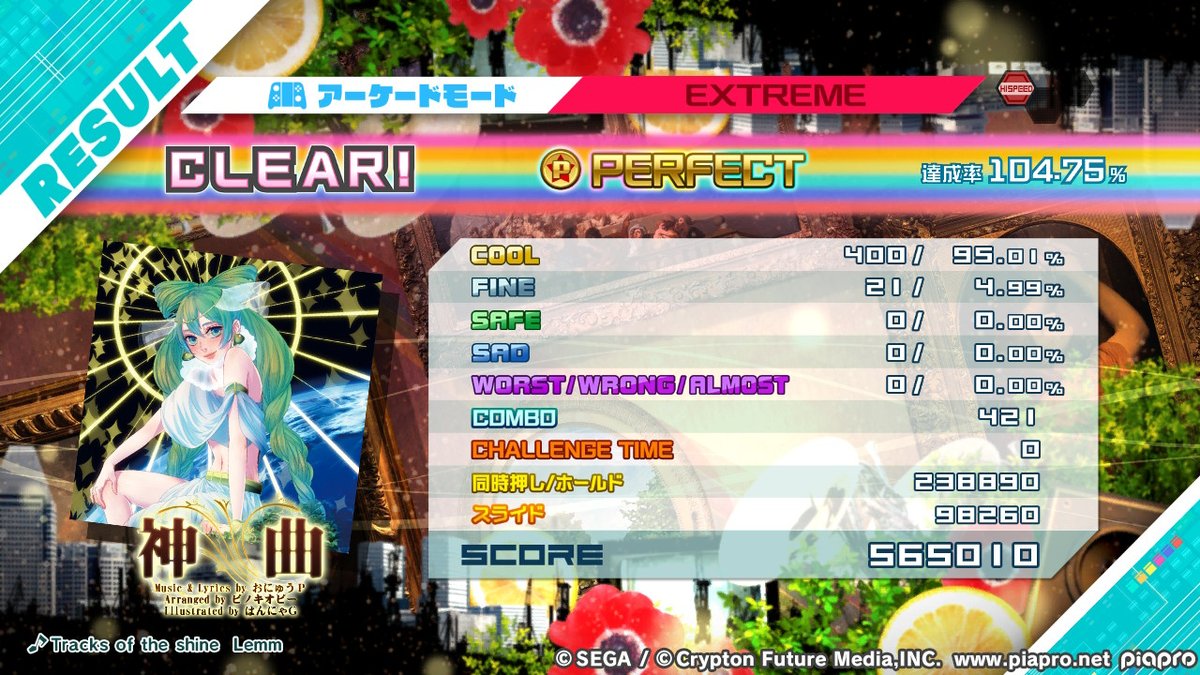 RESULT
アーケードモード
EXTREME
HISPEED
CLEAR!
P PERFECT
達成率 104.75%
COOL 400/ 95.01%
FINE 21/ 4.99%
SAFE 0/ 0.00%
SAD 0/ 0.00%
WORST/WRONG/ALMOST 0/ 0.00%
COMBO 421
CHALLENGE TIME 0
同時押し/ホールド 238890
スライド 98260
SCORE 565010
神曲
Music & Lyrics by おにゅうP
Arranged by ピノキオピー
Illustrated by はんにゃG
♪Tracks of the shine Lemm
© SEGA / © Crypton Future Media,INC. www.piapro.net piapro